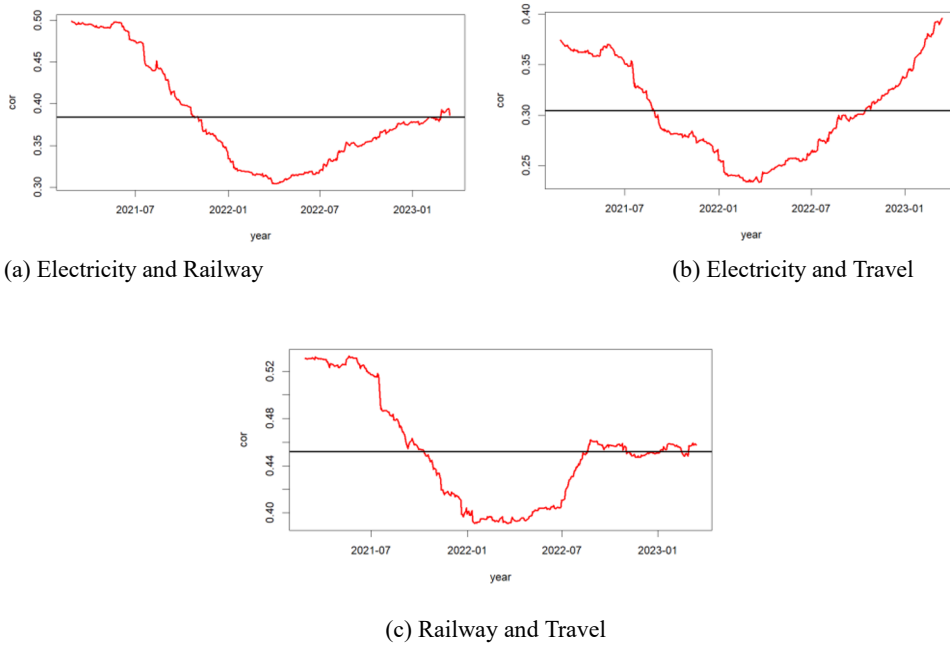 0.50
0.45
0.40
0.35
0.30
cor
2021-07 2022-01 2022-07 2023-01
year
0.40
0.35
0.30
0.25
cor
2021-07 2022-01 2022-07 2023-01
year
(a) Electricity and Railway
(b) Electricity and Travel
0.52
0.48
0.44
0.40
cor
2021-07 2022-01 2022-07 2023-01
year
(c) Railway and Travel